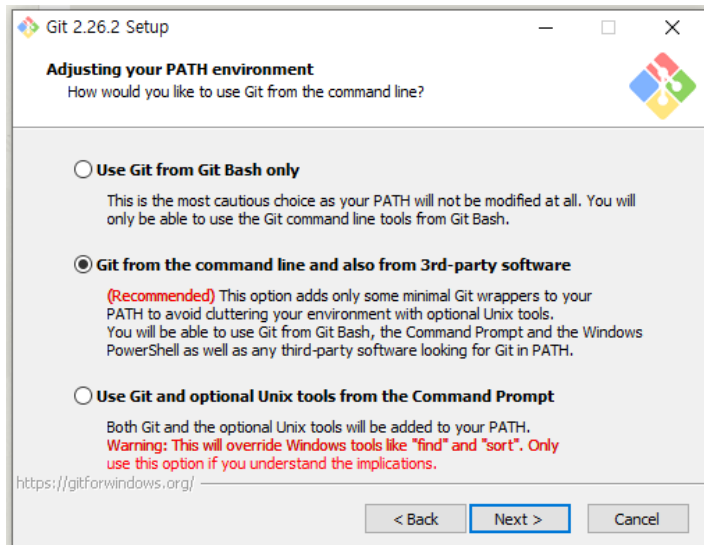 Git 2.26.2 Setup
Adjusting your PATH environment
How would you like to use Git from the command line?
Use Git from Git Bash only
This is the most cautious choice as your PATH will not be modified at all. You will
only be able to use the Git command line tools from Git Bash.
Git from the command line and also from 3rd-party software
(Recommended) This option adds only some minimal Git wrappers to your
PATH to avoid cluttering your environment with optional Unix tools.
You will be able to use Git from Git Bash, the Command Prompt and the Windows
PowerShell as well as any third-party software looking for Git in PATH.
Use Git and optional Unix tools from the Command Prompt
Both Git and the optional Unix tools will be added to your PATH.
Warning: This will override Windows tools like "find" and "sort". Only
use this option if you understand the implications.
https://gitforwindows.org/
< Back
Next >
Cancel